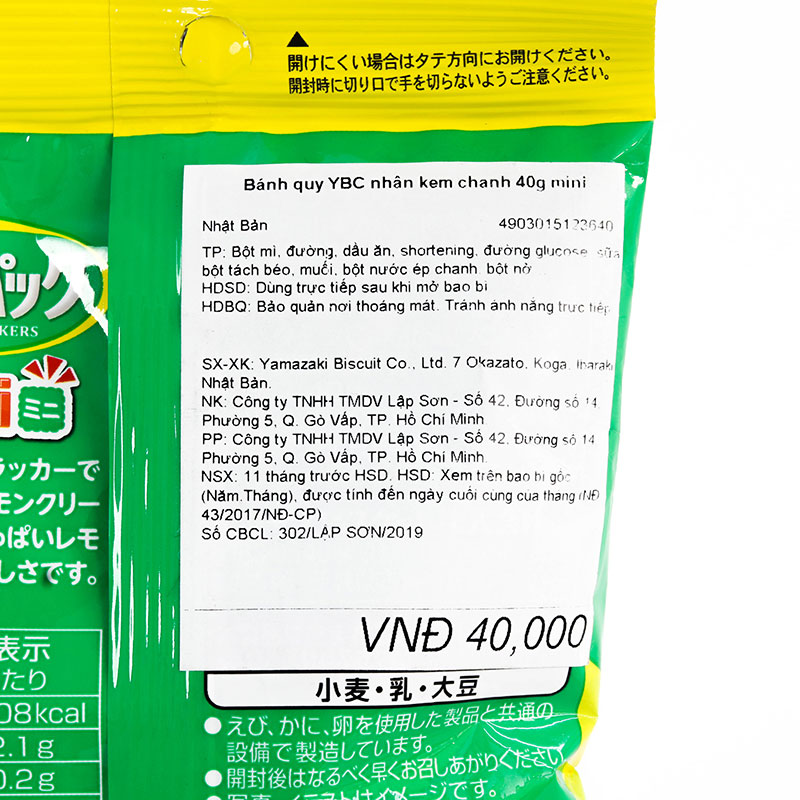 ▲
開けにくい場合はタテ方向にお開けください。
開封時に切り口で手を切らないようご注意ください。
Bánh quy YBC nhân kem chanh 40g mini
Nhật Bản 4903015123640
TP: Bột mì, đường, dầu ăn, shortening, đường glucose, sữa
bột tách béo, muối, bột nước ép chanh, bột nở
HDSD: Dùng trực tiếp sau khi mở bao bì
HDBQ: Bảo quản nơi thoáng mát. Tránh ánh nắng trực tiếp
SX-XK: Yamazaki Biscuit Co., Ltd. 7 Okazato, Koga, Ibaraki
Nhật Bản.
NK: Công ty TNHH TMDV Lập Sơn - Số 42, Đường số 14,
Phường 5, Q. Gò Vấp, TP. Hồ Chí Minh
PP: Công ty TNHH TMDV Lập Sơn - Số 42, Đường số 14
Phường 5, Q. Gò Vấp, TP. Hồ Chí Minh.
NSX: 11 tháng trước HSD. HSD: Xem trên bao bì gốc
(Năm.Tháng), được tính đến ngày cuối cùng của tháng (NĐ
43/2017/NĐ-CP)
Số CBCL: 302/LẬP SƠN/2019
VNĐ 40,000
パック
KERS
ミニ
ラッカーで
モンクリー
っぱいレモ
しさです。
表示
たり
08kcal
2.1g
0.2g
小麦・乳・大豆
●えび、かに、卵を使用した製品と共通の
設備で製造しています。
●開封後はなるべく早くお召しあがりください